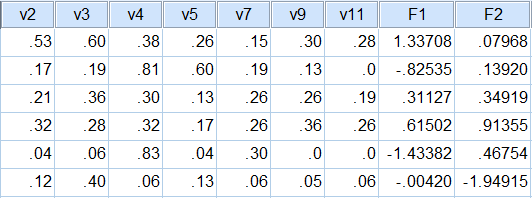 v2 v3 v4 v5 v7 v9 v11 F1 F2
.53 .60 .38 .26 .15 .30 .28 1.33708 .07968
.17 .19 .81 .60 .19 .13 .0 -.82535 .13920
.21 .36 .30 .13 .26 .26 .19 .31127 .34919
.32 .28 .32 .17 .26 .36 .26 .61502 .91355
.04 .06 .83 .04 .30 .0 .0 -1.43382 .46754
.12 .40 .06 .13 .06 .05 .06 -.00420 -1.94915